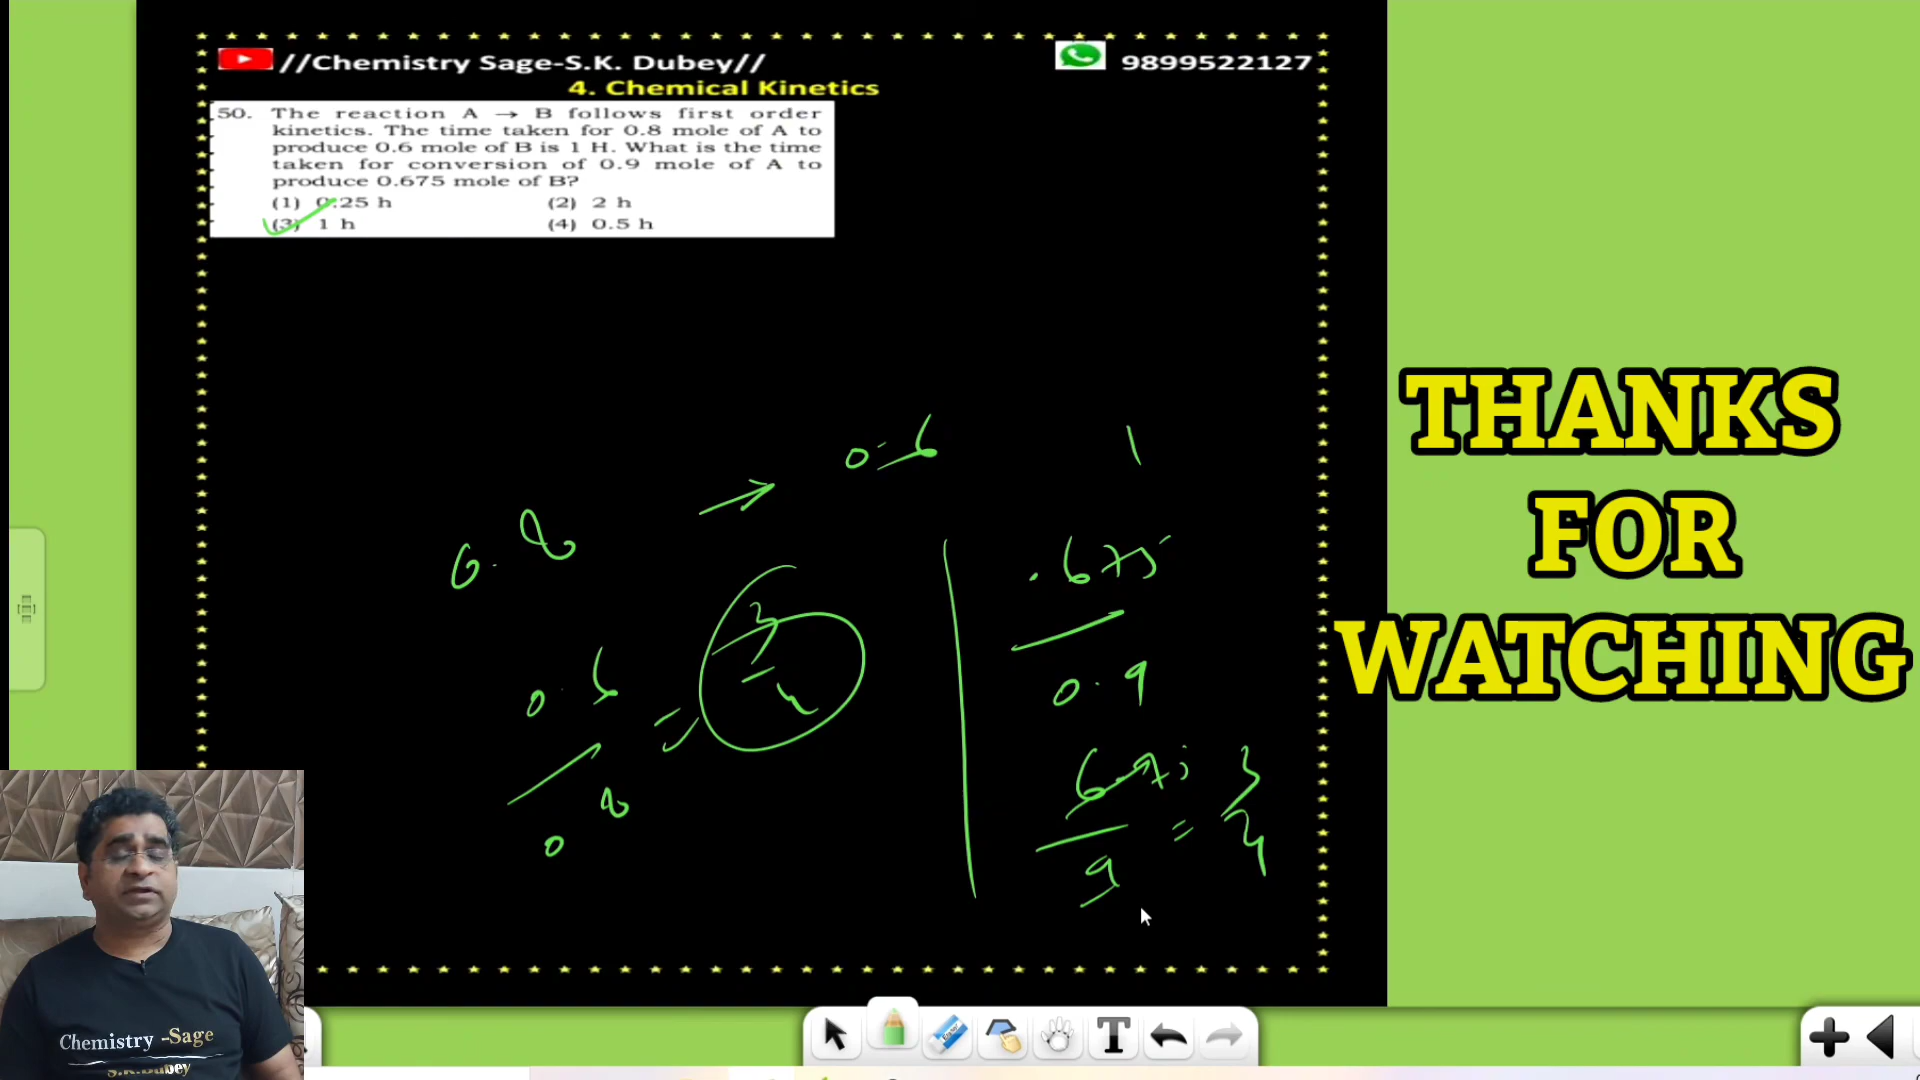 //Chemistry Sage-S.K. Dubey//
9899522127
4. Chemical Kinetics
50. The reaction A → B follows first order
kinetics. The time taken for 0.8 mole of A to
produce 0.6 mole of B is 1 H. What is the time
taken for conversion of 0.9 mole of A to
produce 0.675 mole of B?
(1) 0.25 h (2) 2 h
(3) 1 h (4) 0.5 h
0.8 → 0.6 1
0.6
0 8
=
3
4
.675
0.9
675
9
=
3
4
THANKS
FOR
WATCHING
Chemistry -Sage
S.K.Dubey
T